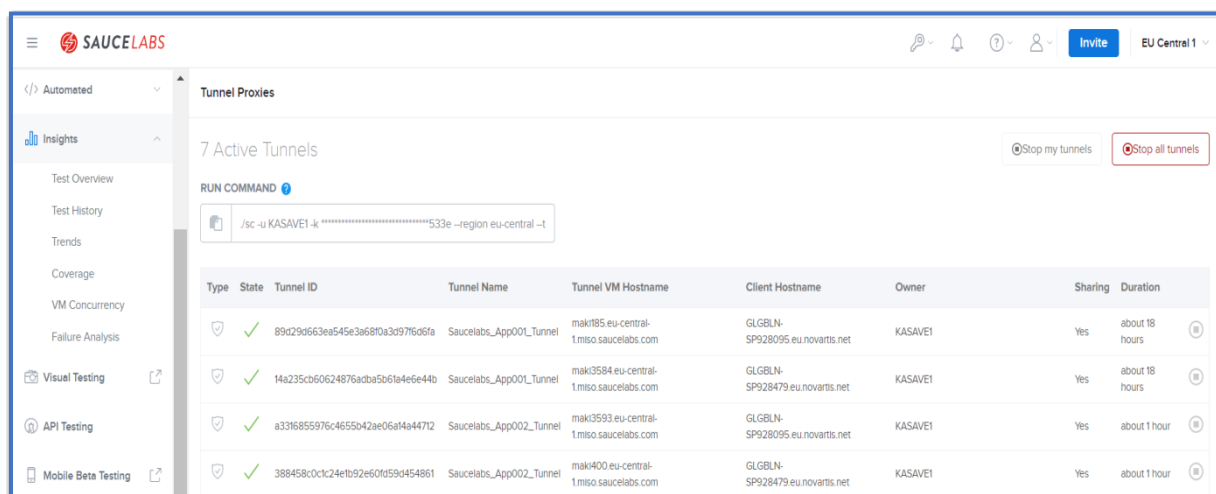 SAUCELABS
Invite
EU Central 1
</> Automated
Insights
Test Overview
Test History
Trends
Coverage
VM Concurrency
Failure Analysis
Visual Testing
API Testing
Mobile Beta Testing
Tunnel Proxies
7 Active Tunnels
Stop my tunnels
Stop all tunnels
RUN COMMAND ?
./sc -u KASAVE1 -k ********************************533e --region eu-central --t
Type State Tunnel ID Tunnel Name Tunnel VM Hostname Client Hostname Owner Sharing Duration
89d29d663ea545e3a68f0a3d97f6d6fa Saucelabs_App001_Tunnel maki185.eu-central- GLGBLN- KASAVE1 Yes about 18
1.miso.saucelabs.com SP928095.eu.novartis.net hours
14a235cb60624876adba5b61a4e6e44b Saucelabs_App001_Tunnel maki3584.eu-central- GLGBLN- KASAVE1 Yes about 18
1.miso.saucelabs.com SP928479.eu.novartis.net hours
a3316855976c4655b42ae06a14a44712 Saucelabs_App002_Tunnel maki3593.eu-central- GLGBLN- KASAVE1 Yes about 1 hour
1.miso.saucelabs.com SP928095.eu.novartis.net
388458c0c1c24e1b92e60fd59d454861 Saucelabs_App002_Tunnel maki400.eu-central- GLGBLN- KASAVE1 Yes about 1 hour
1.miso.saucelabs.com SP928479.eu.novartis.net